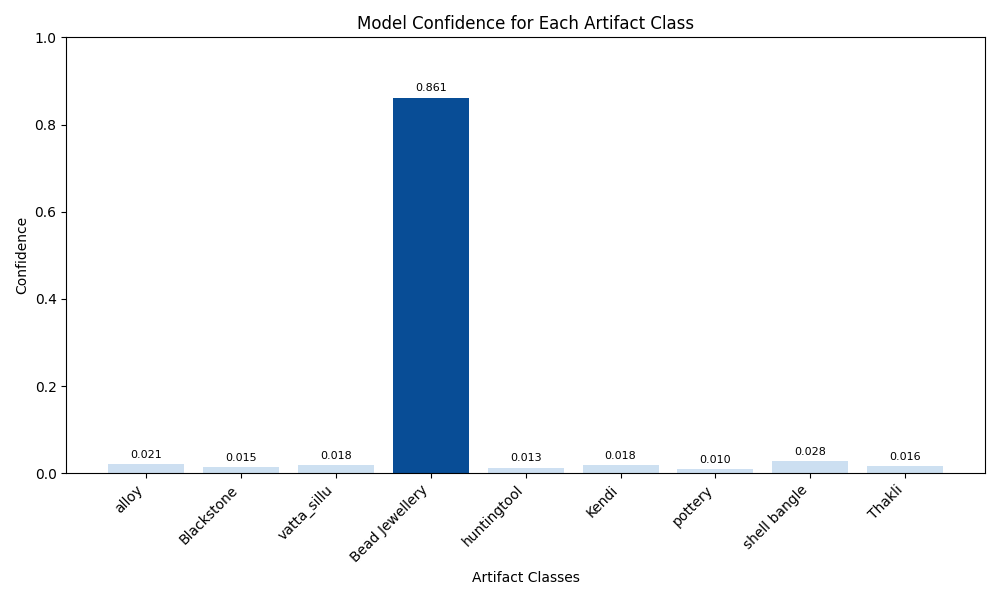 Model Confidence for Each Artifact Class
1.0
0.8
0.6
0.4
0.2
0.0
Confidence
0.021
0.015
0.018
0.861
0.013
0.018
0.010
0.028
0.016
alloy
Blackstone
vatta_sillu
Bead Jewellery
huntingtool
Kendi
pottery
shell bangle
Thakli
Artifact Classes